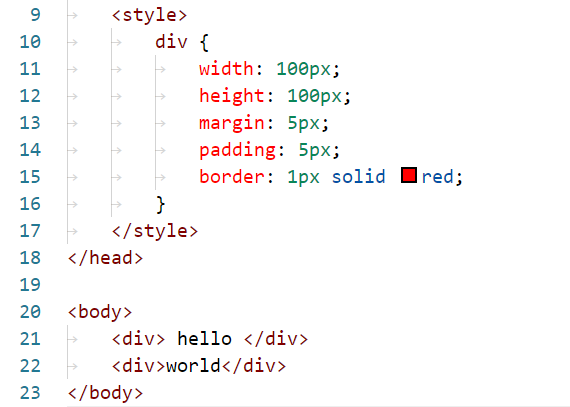 9 <style>
10 div {
11 width: 100px;
12 height: 100px;
13 margin: 5px;
14 padding: 5px;
15 border: 1px solid red;
16 }
17 </style>
18 </head>
19
20 <body>
21 <div> hello </div>
22 <div>world</div>
23 </body>